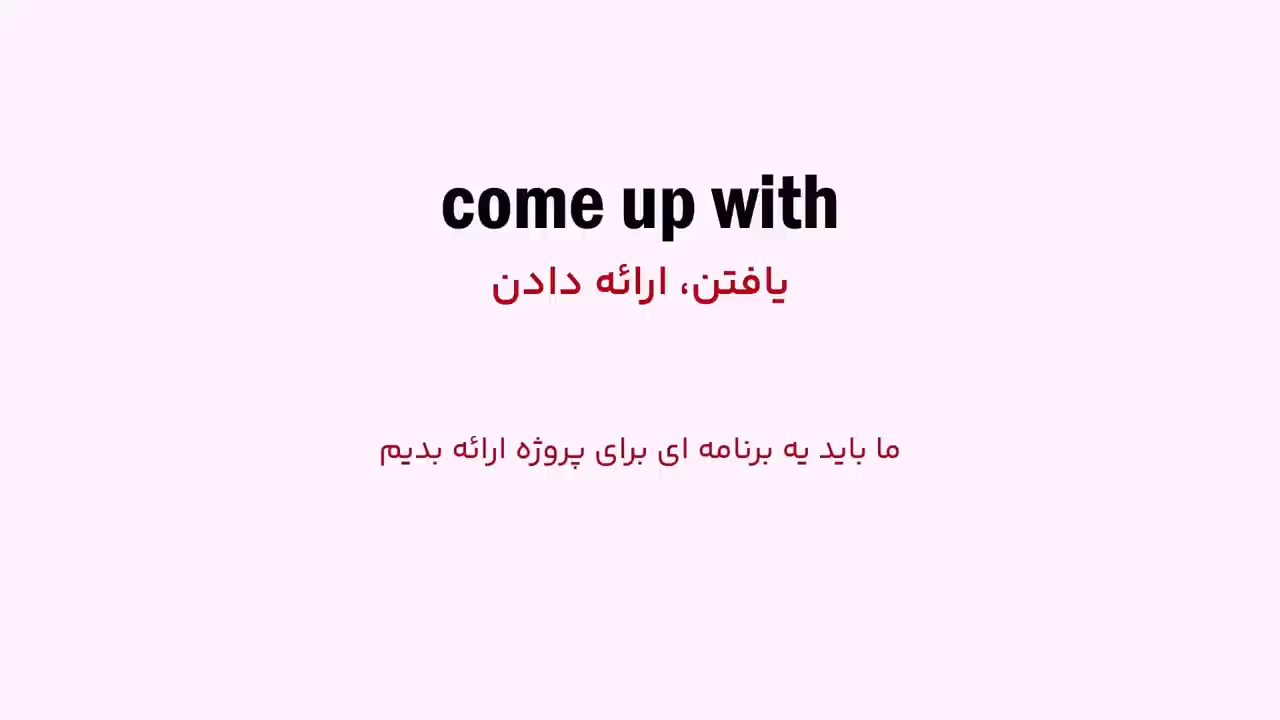 come up with
یافتن، ارائه دادن
ما باید یه برنامه ای برای پروژه ارائه بدیم